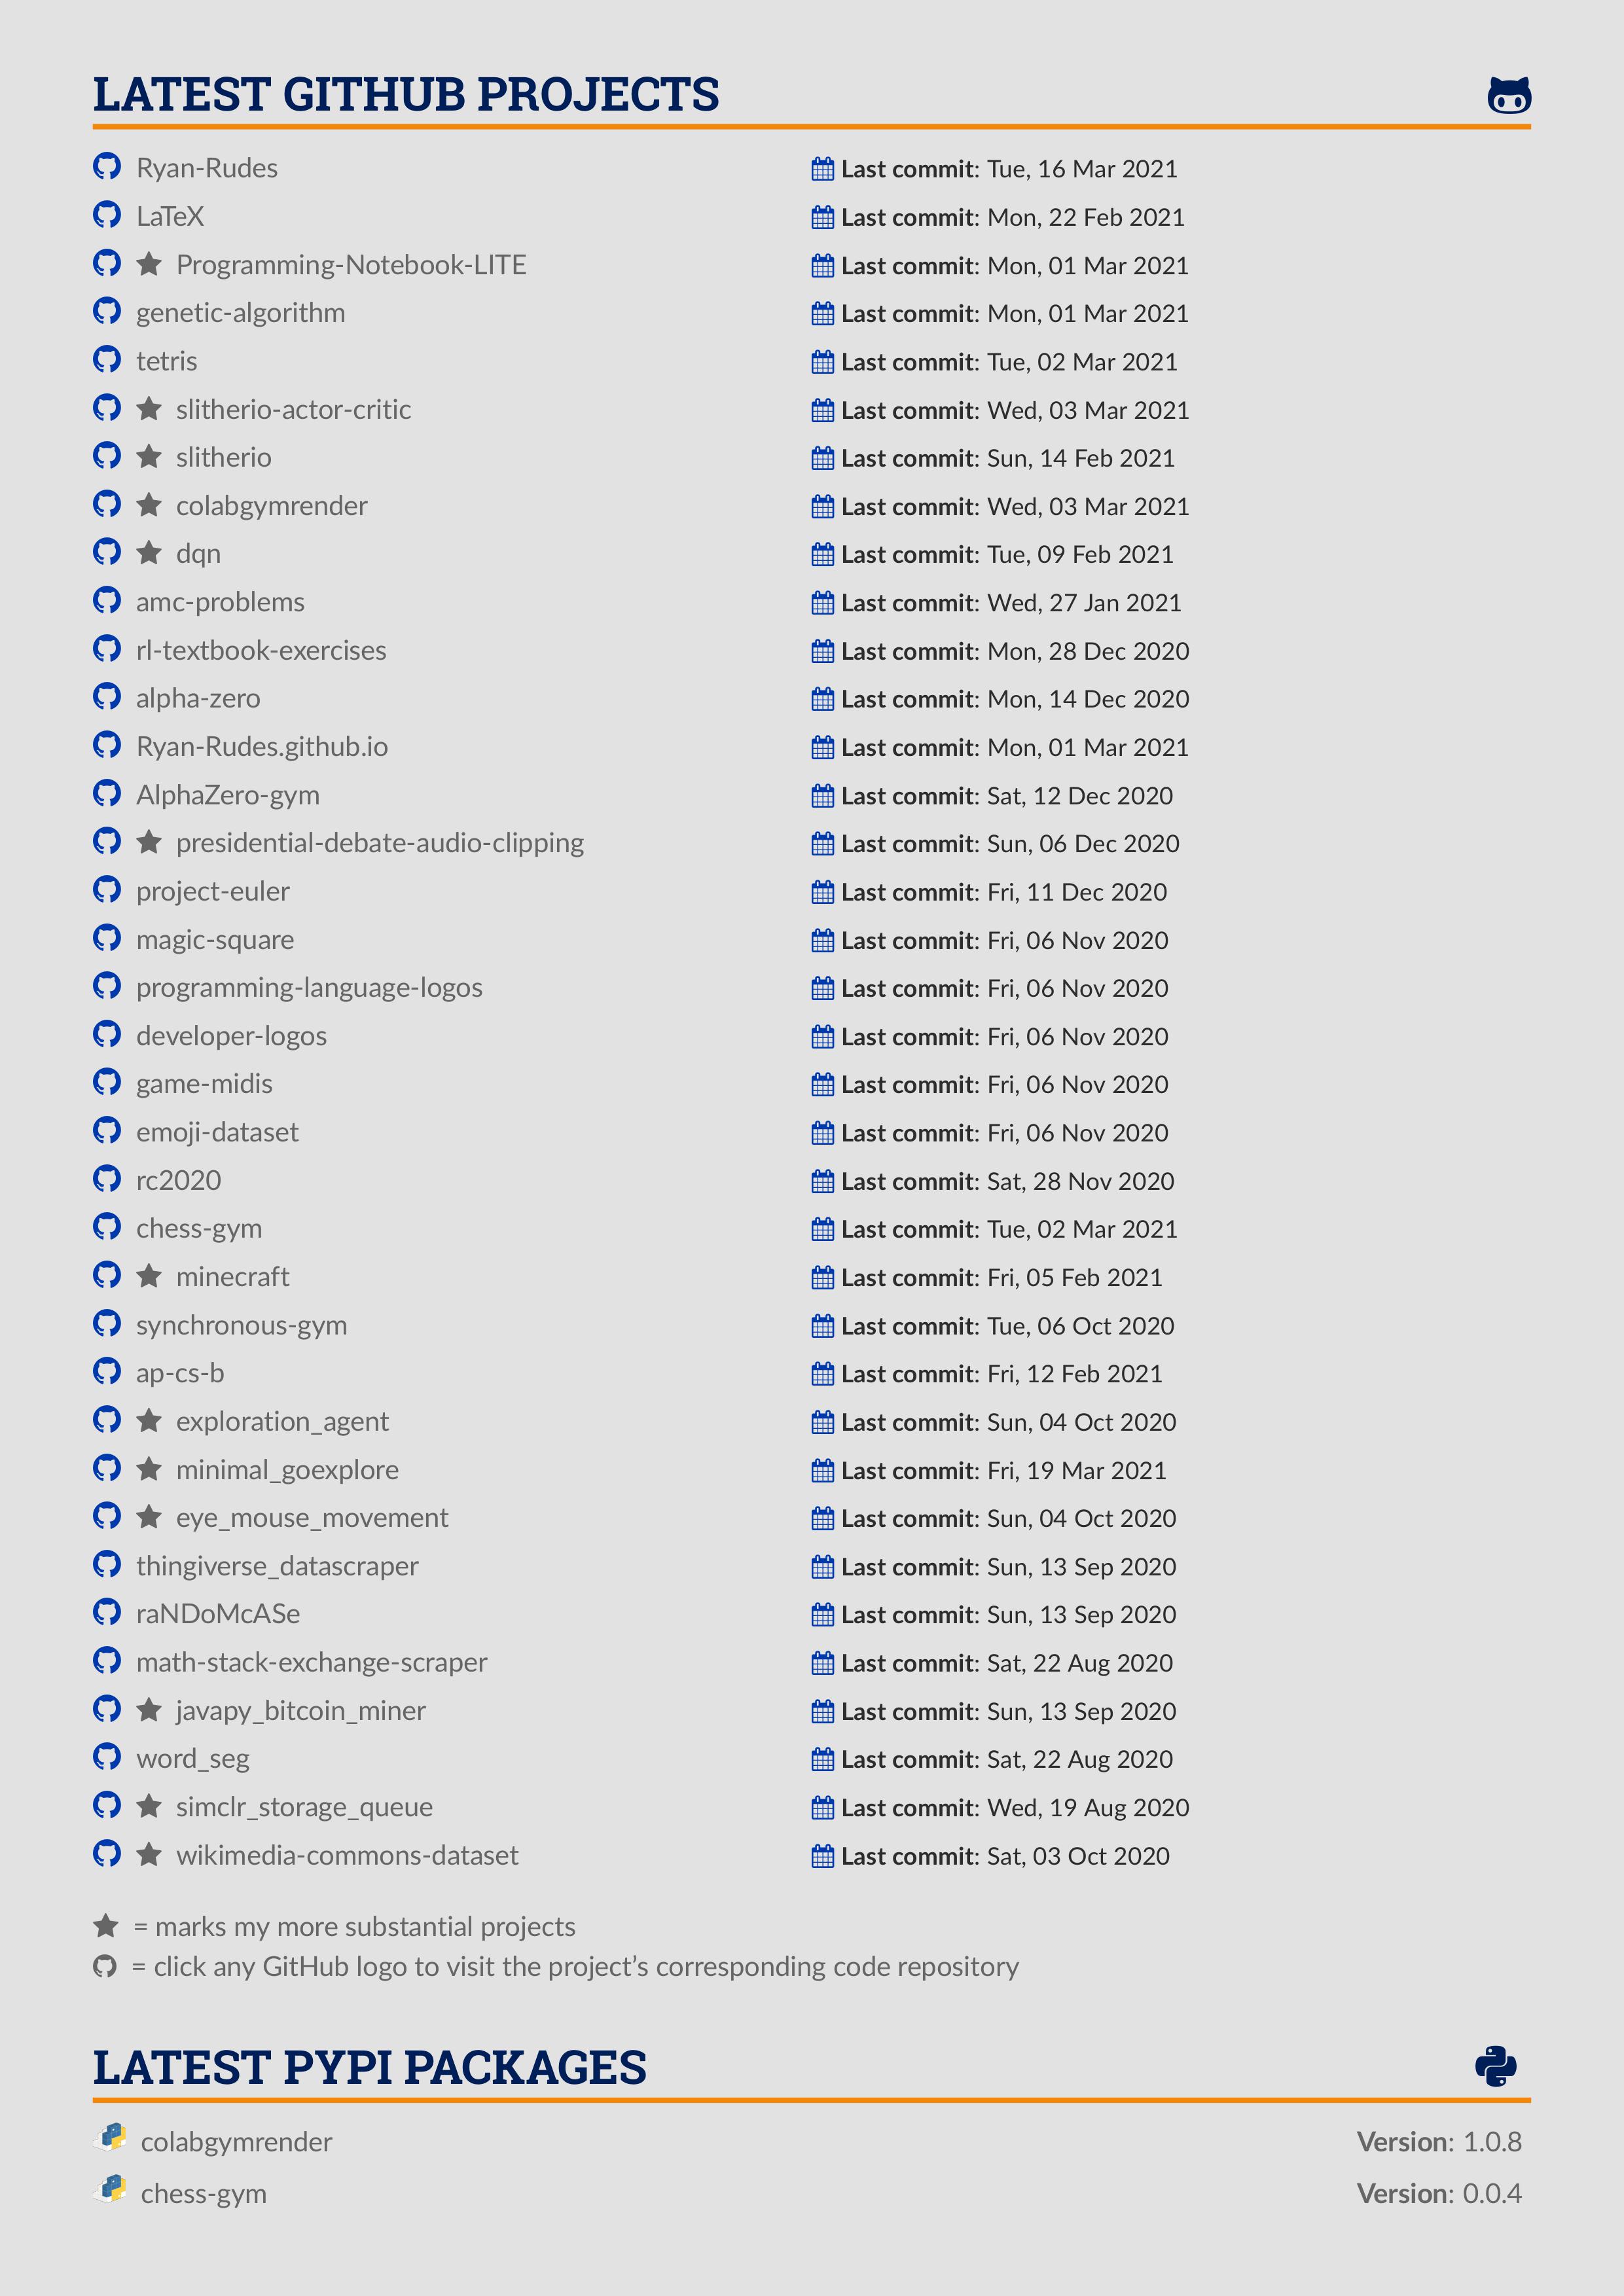 LATEST GITHUB PROJECTS
Ryan-Rudes Last commit: Tue, 16 Mar 2021
LaTeX Last commit: Mon, 22 Feb 2021
★ Programming-Notebook-LITE Last commit: Mon, 01 Mar 2021
genetic-algorithm Last commit: Mon, 01 Mar 2021
tetris Last commit: Tue, 02 Mar 2021
★ slitherio-actor-critic Last commit: Wed, 03 Mar 2021
★ slitherio Last commit: Sun, 14 Feb 2021
★ colabgymrender Last commit: Wed, 03 Mar 2021
★ dqn Last commit: Tue, 09 Feb 2021
amc-problems Last commit: Wed, 27 Jan 2021
rl-textbook-exercises Last commit: Mon, 28 Dec 2020
alpha-zero Last commit: Mon, 14 Dec 2020
Ryan-Rudes.github.io Last commit: Mon, 01 Mar 2021
AlphaZero-gym Last commit: Sat, 12 Dec 2020
★ presidential-debate-audio-clipping Last commit: Sun, 06 Dec 2020
project-euler Last commit: Fri, 11 Dec 2020
magic-square Last commit: Fri, 06 Nov 2020
programming-language-logos Last commit: Fri, 06 Nov 2020
developer-logos Last commit: Fri, 06 Nov 2020
game-midis Last commit: Fri, 06 Nov 2020
emoji-dataset Last commit: Fri, 06 Nov 2020
rc2020 Last commit: Sat, 28 Nov 2020
chess-gym Last commit: Tue, 02 Mar 2021
★ minecraft Last commit: Fri, 05 Feb 2021
synchronous-gym Last commit: Tue, 06 Oct 2020
ap-cs-b Last commit: Fri, 12 Feb 2021
★ exploration_agent Last commit: Sun, 04 Oct 2020
★ minimal_goexplore Last commit: Fri, 19 Mar 2021
★ eye_mouse_movement Last commit: Sun, 04 Oct 2020
thingiverse_datascraper Last commit: Sun, 13 Sep 2020
raNDoMcASe Last commit: Sun, 13 Sep 2020
math-stack-exchange-scraper Last commit: Sat, 22 Aug 2020
★ javapy_bitcoin_miner Last commit: Sun, 13 Sep 2020
word_seg Last commit: Sat, 22 Aug 2020
★ simclr_storage_queue Last commit: Wed, 19 Aug 2020
★ wikimedia-commons-dataset Last commit: Sat, 03 Oct 2020
★ = marks my more substantial projects
= click any GitHub logo to visit the project’s corresponding code repository
LATEST PYPI PACKAGES
colabgymrender Version: 1.0.8
chess-gym Version: 0.0.4